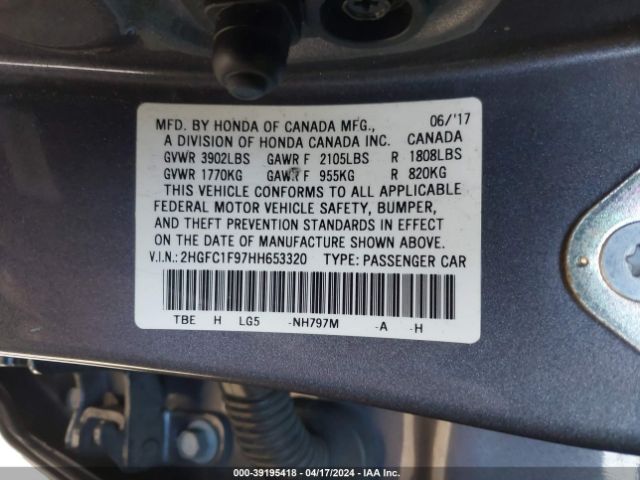 MFD. BY HONDA OF CANADA MFG., 06/'17
A DIVISION OF HONDA CANADA INC. CANADA
GVWR 3902LBS GAWR F 2105LBS R 1808LBS
GVWR 1770KG GAWR F 955KG R 820KG
THIS VEHICLE CONFORMS TO ALL APPLICABLE
FEDERAL MOTOR VEHICLE SAFETY, BUMPER,
AND THEFT PREVENTION STANDARDS IN EFFECT
ON THE DATE OF MANUFACTURE SHOWN ABOVE.
V.I.N.: 2HGFC1F97HH653320 TYPE: PASSENGER CAR
TBE H LG5 -NH797M -A -H
000-39195418 - 04/17/2024 - IAA Inc.